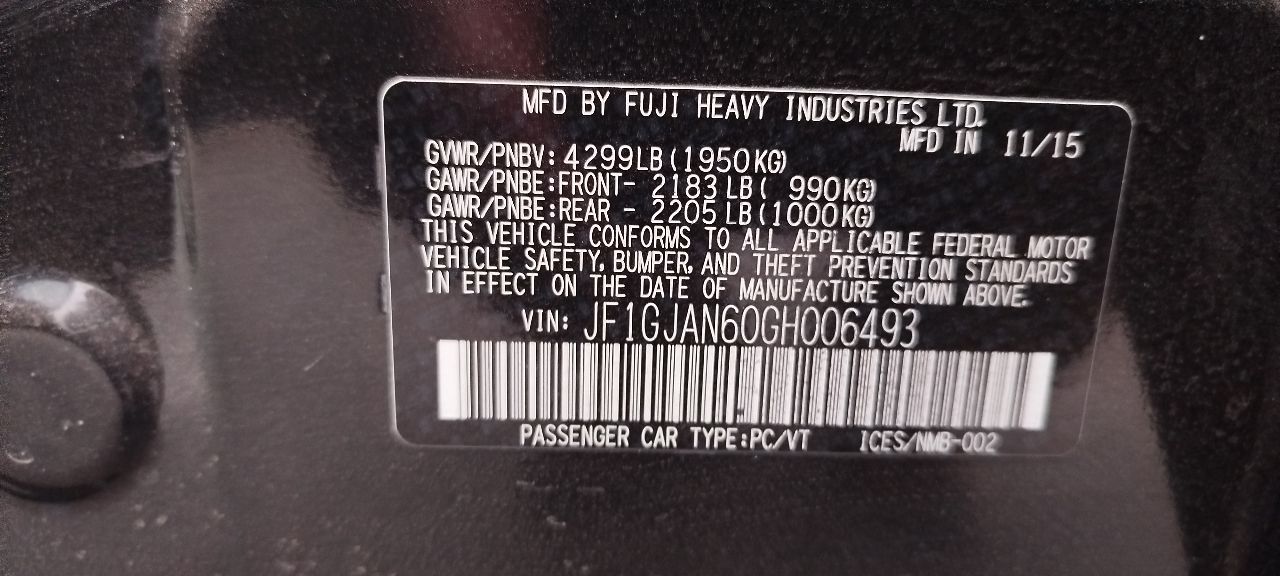 MFD BY FUJI HEAVY INDUSTRIES LTD.
MFD IN 11/15
GVWR/PNBV: 4299LB(1950KG)
GAWR/PNBE:FRONT- 2183LB( 990KG)
GAWR/PNBE:REAR - 2205LB(1000KG)
THIS VEHICLE CONFORMS TO ALL APPLICABLE FEDERAL MOTOR
VEHICLE SAFETY, BUMPER, AND THEFT PREVENTION STANDARDS
IN EFFECT ON THE DATE OF MANUFACTURE SHOWN ABOVE.
VIN: JF1GJAN60GH006493
PASSENGER CAR TYPE:PC/VT ICES/NMB-002